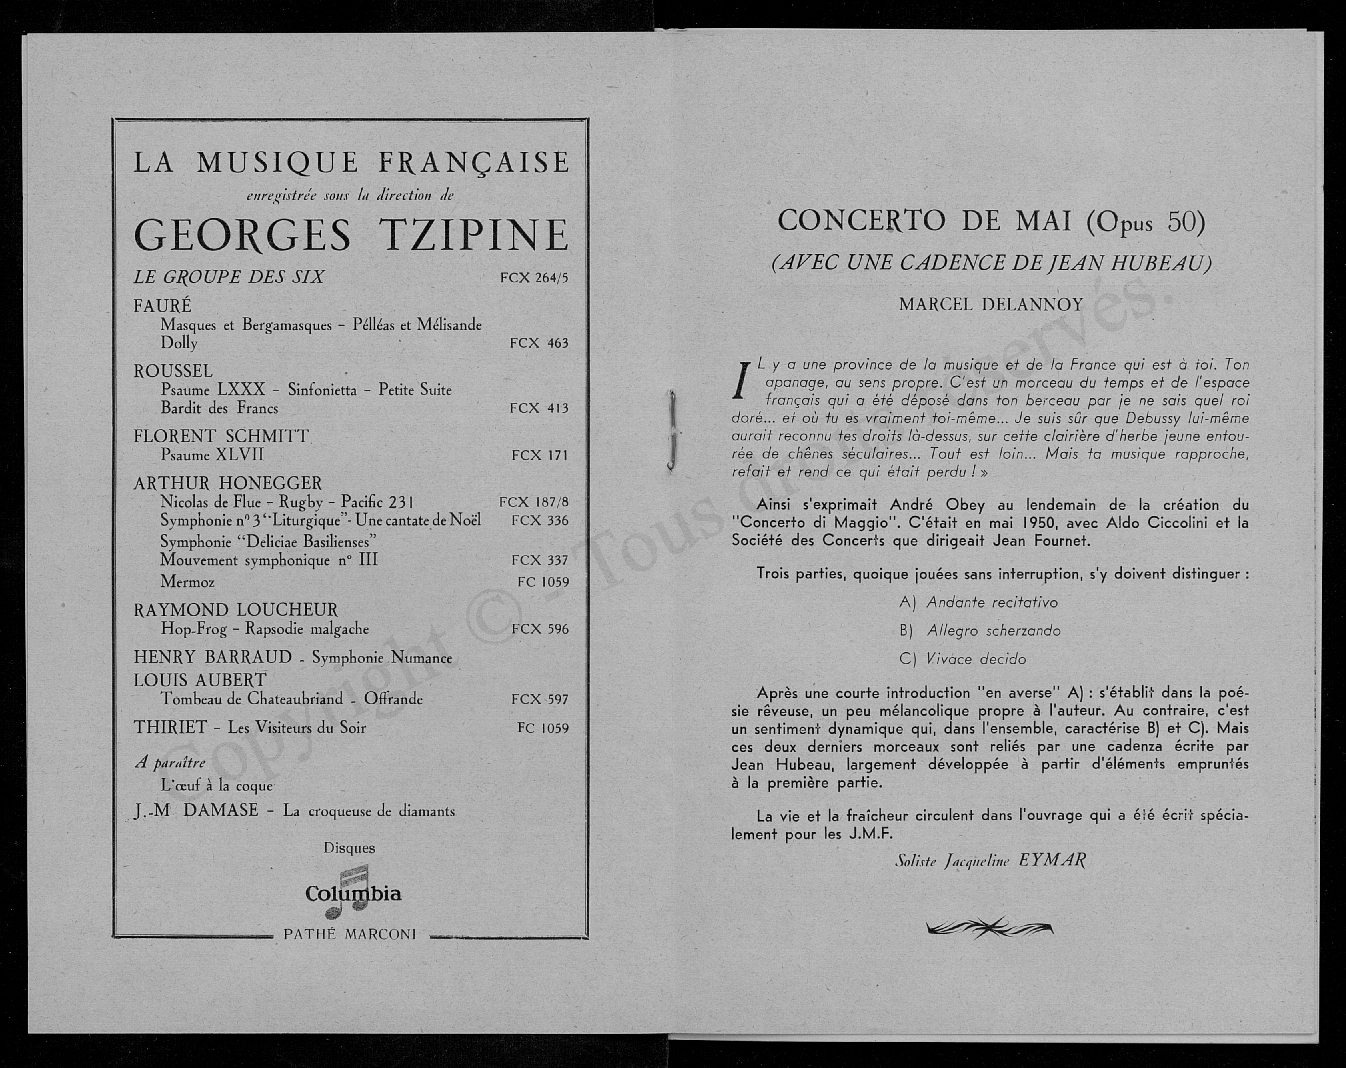 LA MUSIQUE FRANÇAISE
enregistrée sous la direction de
GEORGES TZIPINE
LE GROUPE DES SIX FCX 264/5
FAURÉ
Masques et Bergamasques – Pélléas et Mélisande
Dolly FCX 463
ROUSSEL
Psaume LXXX – Sinfonietta – Petite Suite
Bardit des Francs FCX 413
FLORENT SCHMITT
Psaume XLVII FCX 171
ARTHUR HONEGGER
Nicolas de Flue – Rugby – Pacific 231 FCX 187/8
Symphonie n° 3 “Liturgique” - Une cantate de Noël FCX 336
Symphonie “Deliciae Basilienses”
Mouvement symphonique n° III FCX 337
Mermoz FC 1059
RAYMOND LOUCHEUR
Hop-Frog – Rapsodie malgache FCX 596
HENRY BARRAUD - Symphonie Numance
LOUIS AUBERT
Tombeau de Chateaubriand - Offrande FCX 597
THIRIET – Les Visiteurs du Soir FC 1059
A paraître
L'œuf à la coque
J.-M DAMASE – La croqueuse de diamants
Disques
Columbia
PATHÉ MARCONI
CONCERTO DE MAI (Opus 50)
(AVEC UNE CADENCE DE JEAN HUBEAU)
MARCEL DELANNOY
IL y a une province de la musique et de la France qui est à toi. Ton
apanage, au sens propre. C'est un morceau du temps et de l'espace
français qui a été déposé dans ton berceau par je ne sais quel roi
doré... et où tu es vraiment toi-même... Je suis sûr que Debussy lui-même
aurait reconnu tes droits là-dessus, sur cette clairière d'herbe jeune entou-
rée de chênes séculaires... Tout est loin... Mais ta musique rapproche,
refait et rend ce qui était perdu ! »
Ainsi s'exprimait André Obey au lendemain de la création du
"Concerto di Maggio". C'était en mai 1950, avec Aldo Ciccolini et la
Société des Concerts que dirigeait Jean Fournet.
Trois parties, quoique jouées sans interruption, s'y doivent distinguer :
A) Andante recitativo
B) Allegro scherzando
C) Vivace decido
Après une courte introduction "en averse" A) : s'établit dans la poé-
sie rêveuse, un peu mélancolique propre à l'auteur. Au contraire, c'est
un sentiment dynamique qui, dans l'ensemble, caractérise B) et C). Mais
ces deux derniers morceaux sont reliés par une cadenza écrite par
Jean Hubeau, largement développée à partir d'éléments empruntés
à la première partie.
La vie et la fraîcheur circulent dans l'ouvrage qui a été écrit spécia-
lement pour les J.M.F.
Soliste Jacqueline EYMAR
Copyright © - Tous droits réservés.